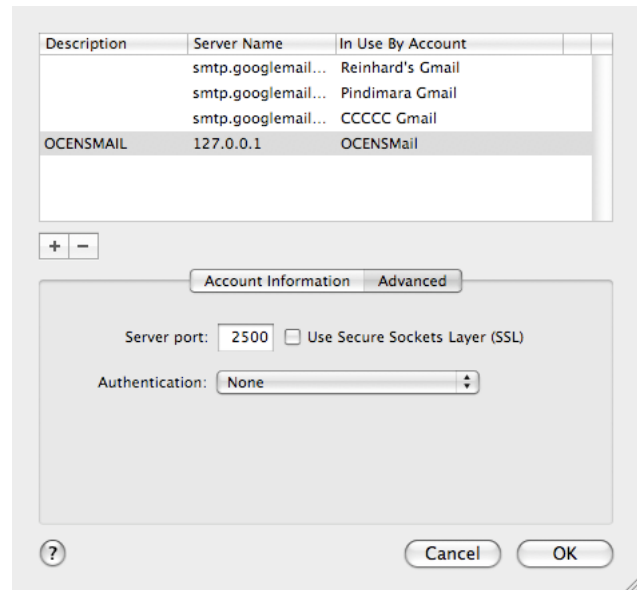 Description Server Name In Use By Account
smtp.googlemail... Reinhard's Gmail
smtp.googlemail... Pindimara Gmail
smtp.googlemail... CCCCC Gmail
OCENSMAIL 127.0.0.1 OCENSMail
+ −
Account Information Advanced
Server port: 2500 Use Secure Sockets Layer (SSL)
Authentication: None
? Cancel OK